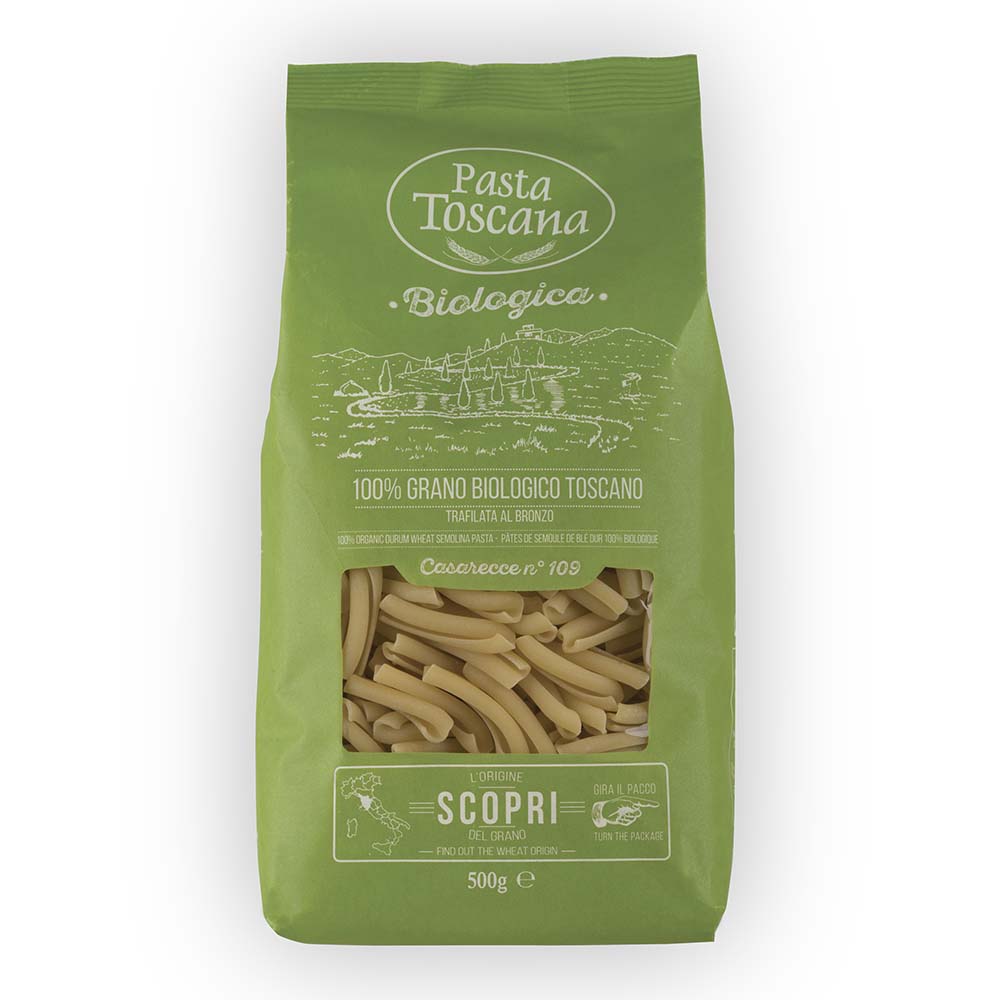 Pasta
Toscana
• Biologica •
100% GRANO BIOLOGICO TOSCANO
TRAFILATA AL BRONZO
100% ORGANIC DURUM WHEAT SEMOLINA PASTA - PÂTES DE SEMOULE DE BLÉ DUR 100% BIOLOGIQUE
Casarecce n° 109
L'ORIGINE
SCOPRI
DEL GRANO
FIND OUT THE WHEAT ORIGIN
GIRA IL PACCO
TURN THE PACKAGE
500g ℮